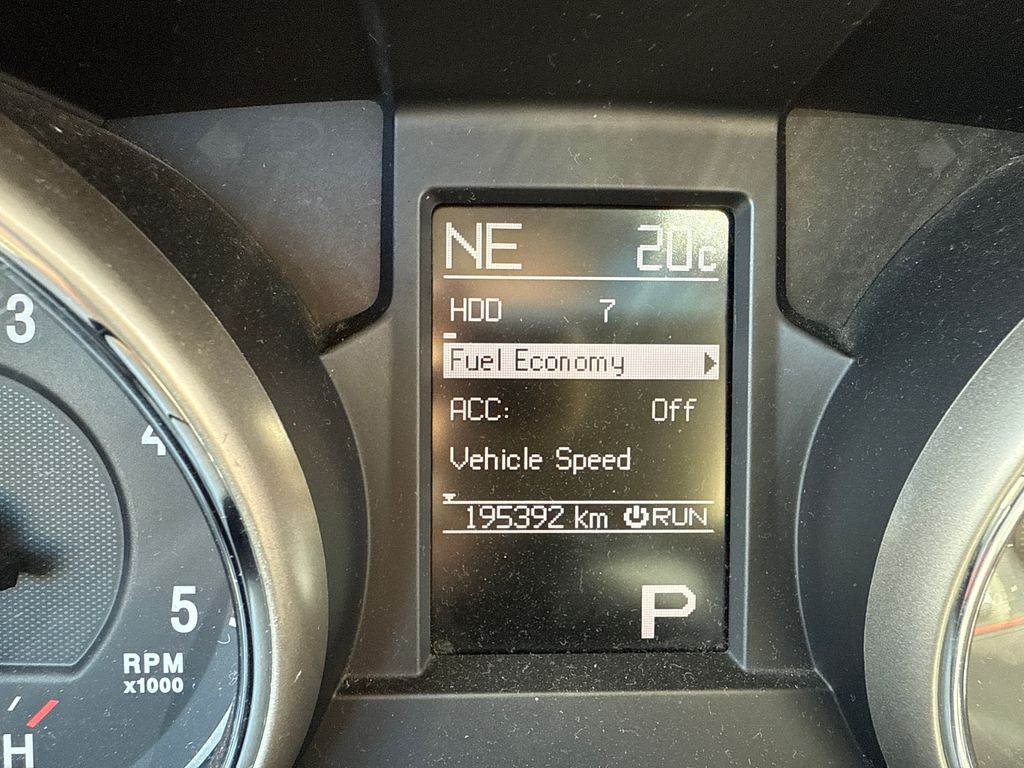 NE 20c
HDD 7
Fuel Economy
ACC: Off
Vehicle Speed
195392 km RUN
P
3
4
5
RPM
x1000
H